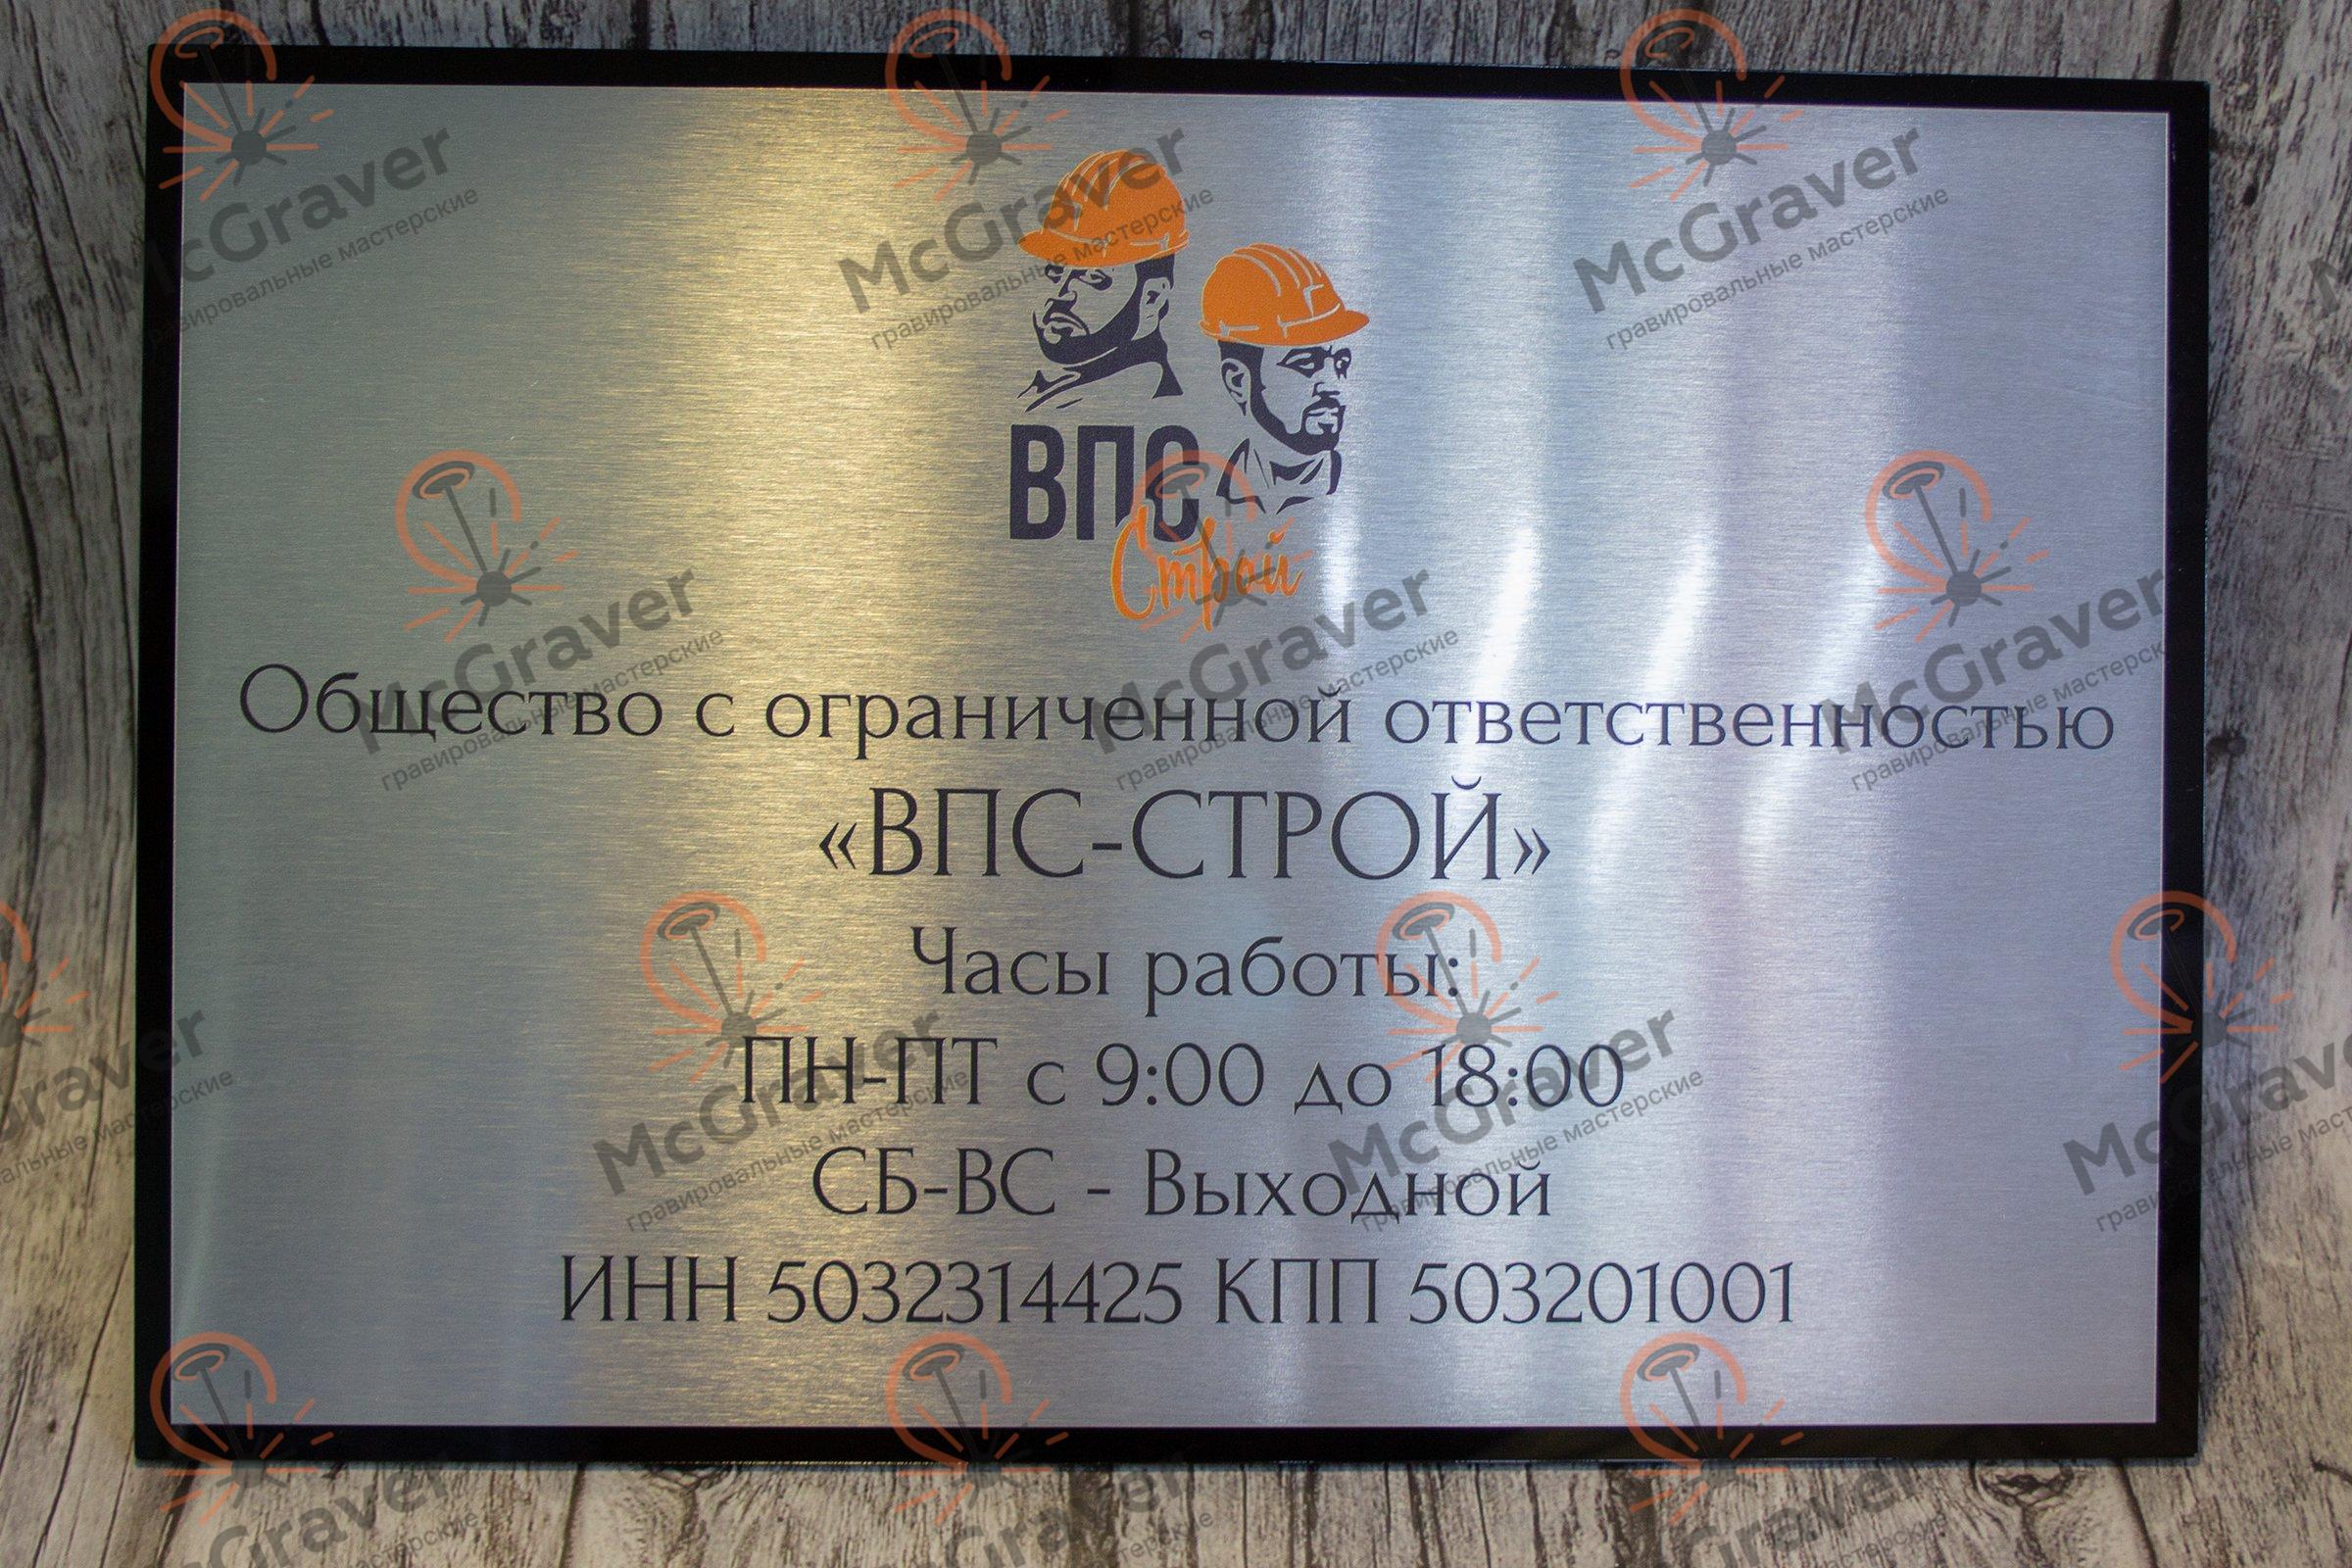 ВПС
Строй
Общество с ограниченной ответственностью
«ВПС-СТРОЙ»
Часы работы:
ПН-ПТ с 9:00 до 18:00
СБ-ВС - Выходной
ИНН 5032314425 КПП 503201001
McGraver
гравировальные мастерские